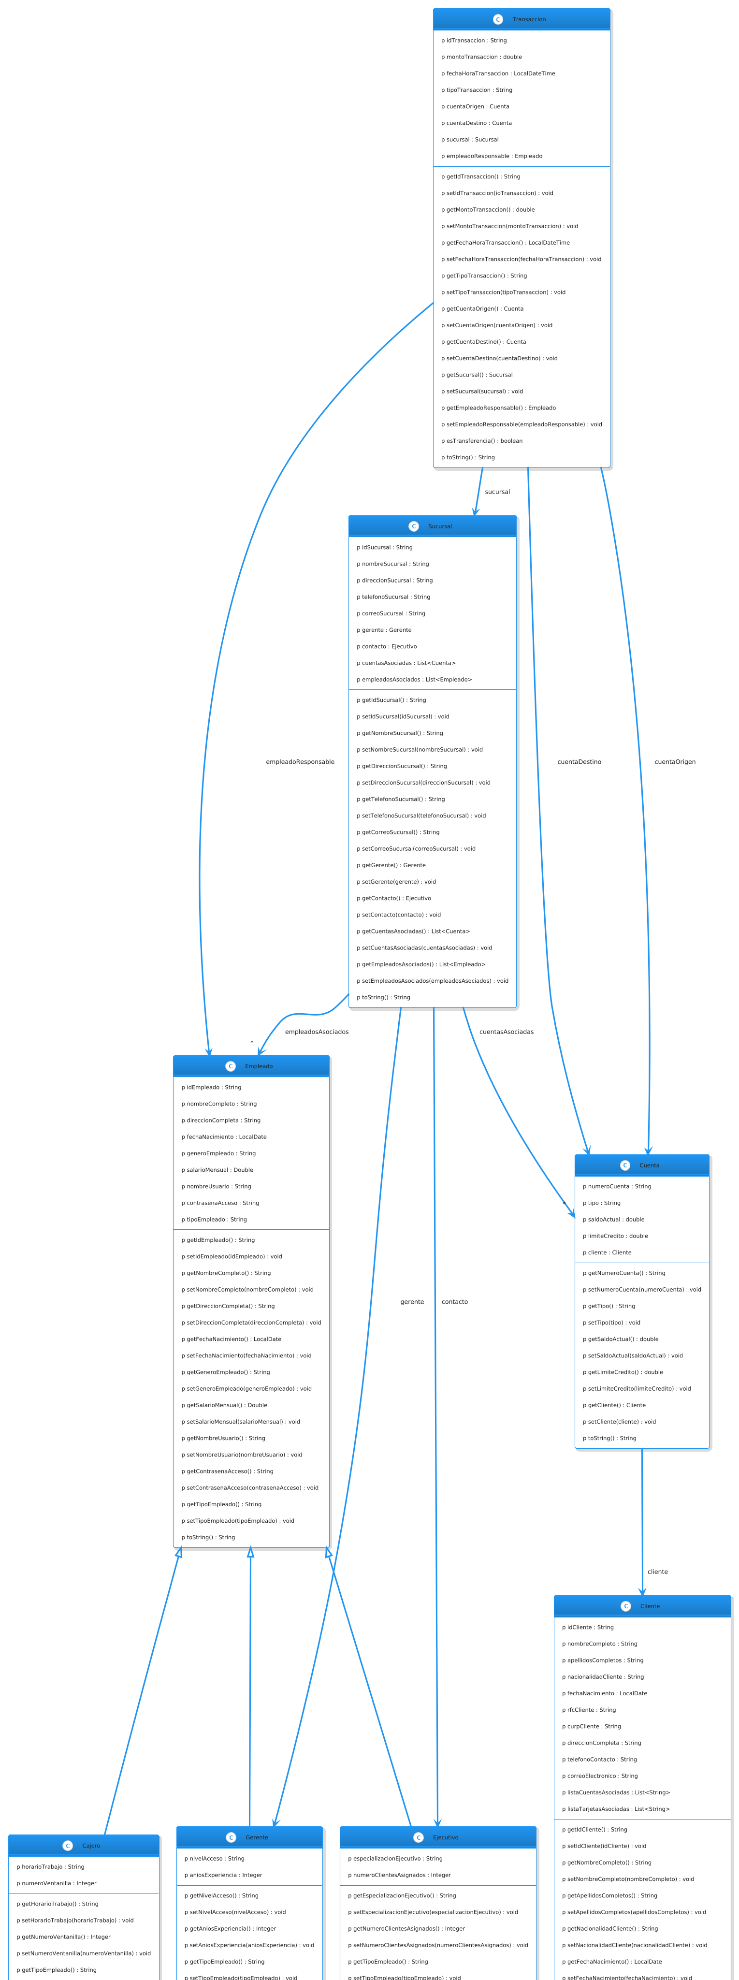 C Transaccion
p idTransaccion : String
p montoTransaccion : double
p fechaHoraTransaccion : LocalDateTime
p tipoTransaccion : String
p cuentaOrigen : Cuenta
p cuentaDestino : Cuenta
p sucursal : Sucursal
p empleadoResponsable : Empleado
p getIdTransaccion() : String
p setIdTransaccion(idTransaccion) : void
p getMontoTransaccion() : double
p setMontoTransaccion(montoTransaccion) : void
p getFechaHoraTransaccion() : LocalDateTime
p setFechaHoraTransaccion(fechaHoraTransaccion) : void
p getTipoTransaccion() : String
p setTipoTransaccion(tipoTransaccion) : void
p getCuentaOrigen() : Cuenta
p setCuentaOrigen(cuentaOrigen) : void
p getCuentaDestino() : Cuenta
p setCuentaDestino(cuentaDestino) : void
p getSucursal() : Sucursal
p setSucursal(sucursal) : void
p getEmpleadoResponsable() : Empleado
p setEmpleadoResponsable(empleadoResponsable) : void
p esTransferencia() : boolean
p toString() : String
sucursal
C Sucursal
p idSucursal : String
p nombreSucursal : String
p direccionSucursal : String
p telefonoSucursal : String
p correoSucursal : String
p gerente : Gerente
p contacto : Ejecutivo
p cuentasAsociadas : List<Cuenta>
p empleadosAsociados : List<Empleado>
p getIdSucursal() : String
p setIdSucursal(idSucursal) : void
p getNombreSucursal() : String
p setNombreSucursal(nombreSucursal) : void
p getDireccionSucursal() : String
p setDireccionSucursal(direccionSucursal) : void
p getTelefonoSucursal() : String
p setTelefonoSucursal(telefonoSucursal) : void
p getCorreoSucursal() : String
p setCorreoSucursal(correoSucursal) : void
p getGerente() : Gerente
p setGerente(gerente) : void
p getContacto() : Ejecutivo
p setContacto(contacto) : void
p getCuentasAsociadas() : List<Cuenta>
p setCuentasAsociadas(cuentasAsociadas) : void
p getEmpleadosAsociados() : List<Empleado>
p setEmpleadosAsociados(empleadosAsociados) : void
p toString() : String
empleadoResponsable
cuentaDestino
cuentaOrigen
empleadosAsociados
*
cuentasAsociadas
*
C Empleado
p idEmpleado : String
p nombreCompleto : String
p direccionCompleta : String
p fechaNacimiento : LocalDate
p generoEmpleado : String
p salarioMensual : Double
p nombreUsuario : String
p contrasenaAcceso : String
p tipoEmpleado : String
p getIdEmpleado() : String
p setIdEmpleado(idEmpleado) : void
p getNombreCompleto() : String
p setNombreCompleto(nombreCompleto) : void
p getDireccionCompleta() : String
p setDireccionCompleta(direccionCompleta) : void
p getFechaNacimiento() : LocalDate
p setFechaNacimiento(fechaNacimiento) : void
p getGeneroEmpleado() : String
p setGeneroEmpleado(generoEmpleado) : void
p getSalarioMensual() : Double
p setSalarioMensual(salarioMensual) : void
p getNombreUsuario() : String
p setNombreUsuario(nombreUsuario) : void
p getContrasenaAcceso() : String
p setContrasenaAcceso(contrasenaAcceso) : void
p getTipoEmpleado() : String
p setTipoEmpleado(tipoEmpleado) : void
p toString() : String
gerente
contacto
C Cuenta
p numeroCuenta : String
p tipo : String
p saldoActual : double
p limiteCredito : double
p cliente : Cliente
p getNumeroCuenta() : String
p setNumeroCuenta(numeroCuenta) : void
p getTipo() : String
p setTipo(tipo) : void
p getSaldoActual() : double
p setSaldoActual(saldoActual) : void
p getLimiteCredito() : double
p setLimiteCredito(limiteCredito) : void
p getCliente() : Cliente
p setCliente(cliente) : void
p toString() : String
cliente
C Cliente
p idCliente : String
p nombreCompleto : String
p apellidosCompletos : String
p nacionalidadCliente : String
p fechaNacimiento : LocalDate
p rfcCliente : String
p curpCliente : String
p direccionCompleta : String
p telefonoContacto : String
p correoElectronico : String
p listaCuentasAsociadas : List<String>
p listaTarjetasAsociadas : List<String>
p getIdCliente() : String
p setIdCliente(idCliente) : void
p getNombreCompleto() : String
p setNombreCompleto(nombreCompleto) : void
p getApellidosCompletos() : String
p setApellidosCompletos(apellidosCompletos) : void
p getNacionalidadCliente() : String
p setNacionalidadCliente(nacionalidadCliente) : void
p getFechaNacimiento() : LocalDate
p setFechaNacimiento(fechaNacimiento) : void
C Cajero
p horarioTrabajo : String
p numeroVentanilla : Integer
p getHorarioTrabajo() : String
p setHorarioTrabajo(horarioTrabajo) : void
p getNumeroVentanilla() : Integer
p setNumeroVentanilla(numeroVentanilla) : void
p getTipoEmpleado() : String
C Gerente
p nivelAcceso : String
p aniosExperiencia : Integer
p getNivelAcceso() : String
p setNivelAcceso(nivelAcceso) : void
p getAniosExperiencia() : Integer
p setAniosExperiencia(aniosExperiencia) : void
p getTipoEmpleado() : String
p setTipoEmpleado(tipoEmpleado) : void
C Ejecutivo
p especializacionEjecutivo : String
p numeroClientesAsignados : Integer
p getEspecializacionEjecutivo() : String
p setEspecializacionEjecutivo(especializacionEjecutivo) : void
p getNumeroClientesAsignados() : Integer
p setNumeroClientesAsignados(numeroClientesAsignados) : void
p getTipoEmpleado() : String
p setTipoEmpleado(tipoEmpleado) : void